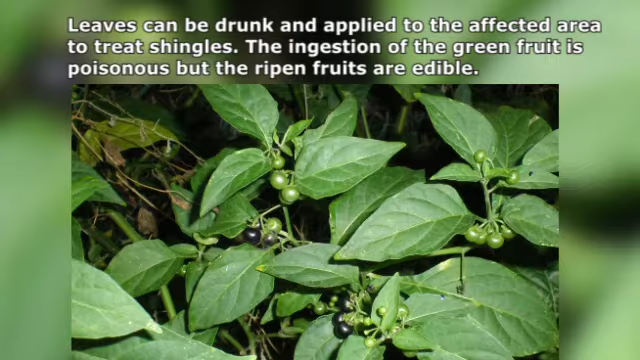 Leaves can be drunk and applied to the affected area
to treat shingles. The ingestion of the green fruit is
poisonous but the ripen fruits are edible.